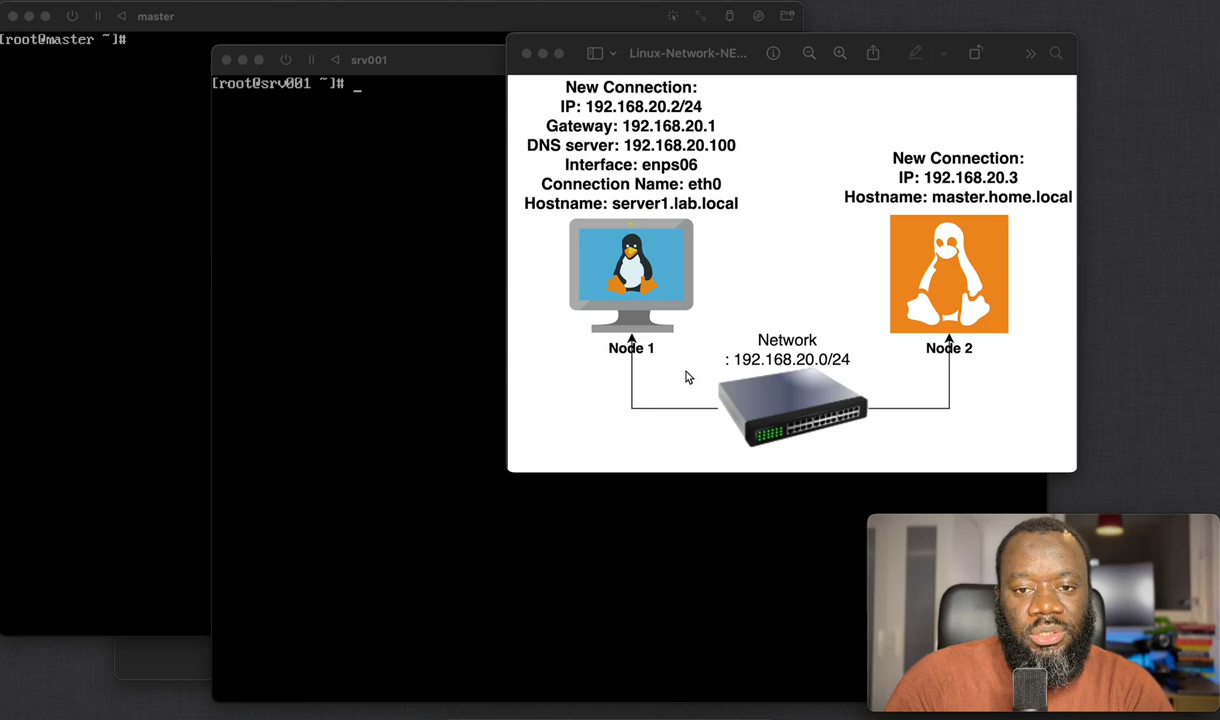 master
[root@master ~]#
srv001
[root@srv001 ~]# _
Linux-Network-NE...
New Connection:
IP: 192.168.20.2/24
Gateway: 192.168.20.1
DNS server: 192.168.20.100
Interface: enps06
Connection Name: eth0
Hostname: server1.lab.local
New Connection:
IP: 192.168.20.3
Hostname: master.home.local
Node 1
Network
: 192.168.20.0/24
Node 2